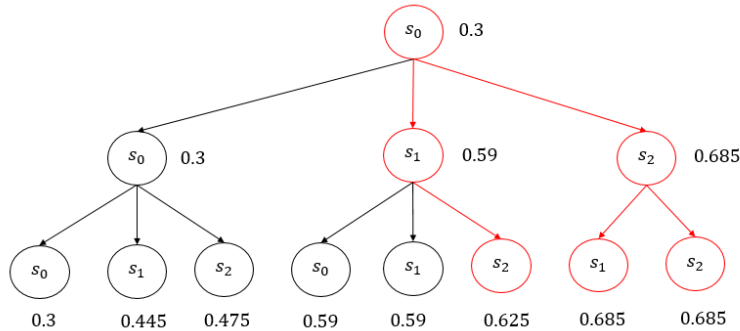 s₀ 0.3
s₀ 0.3 s₁ 0.59 s₂ 0.685
s₀ s₁ s₂ s₀ s₁ s₂ s₁ s₂
0.3 0.445 0.475 0.59 0.59 0.625 0.685 0.685